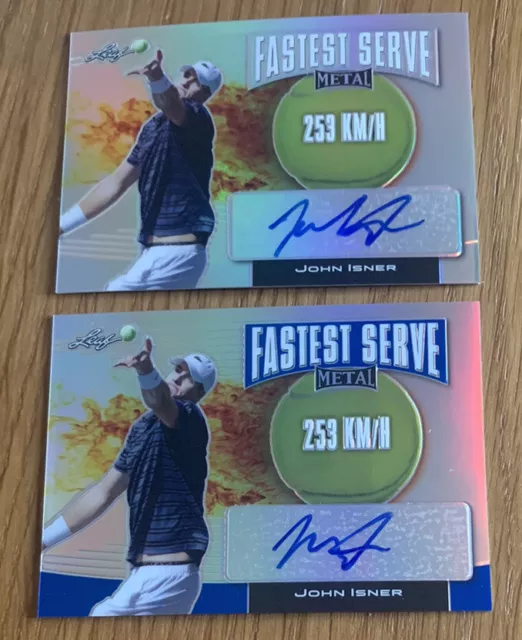 Leaf
FASTEST SERVE
METAL
253 KM/H
JOHN ISNER
Leaf
FASTEST SERVE
METAL
253 KM/H
JOHN ISNER